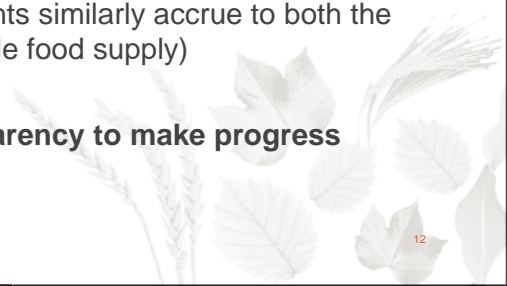 nts similarly accrue to both the
le food supply)
arency to make progress
12